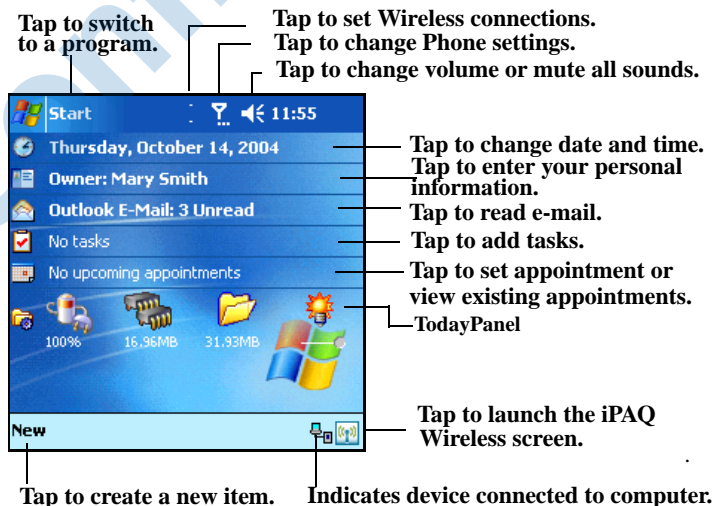 Tap to switch
to a program.
Tap to set Wireless connections.
Tap to change Phone settings.
Tap to change volume or mute all sounds.
Start
11:55
Thursday, October 14, 2004
Tap to change date and time.
Owner: Mary Smith
Tap to enter your personal
information.
Outlook E-Mail: 3 Unread
Tap to read e-mail.
No tasks
Tap to add tasks.
No upcoming appointments
Tap to set appointment or
view existing appointments.
100% 16,96MB 31,93MB
TodayPanel
New
Tap to launch the iPAQ
Wireless screen.
.
Tap to create a new item.
Indicates device connected to computer.